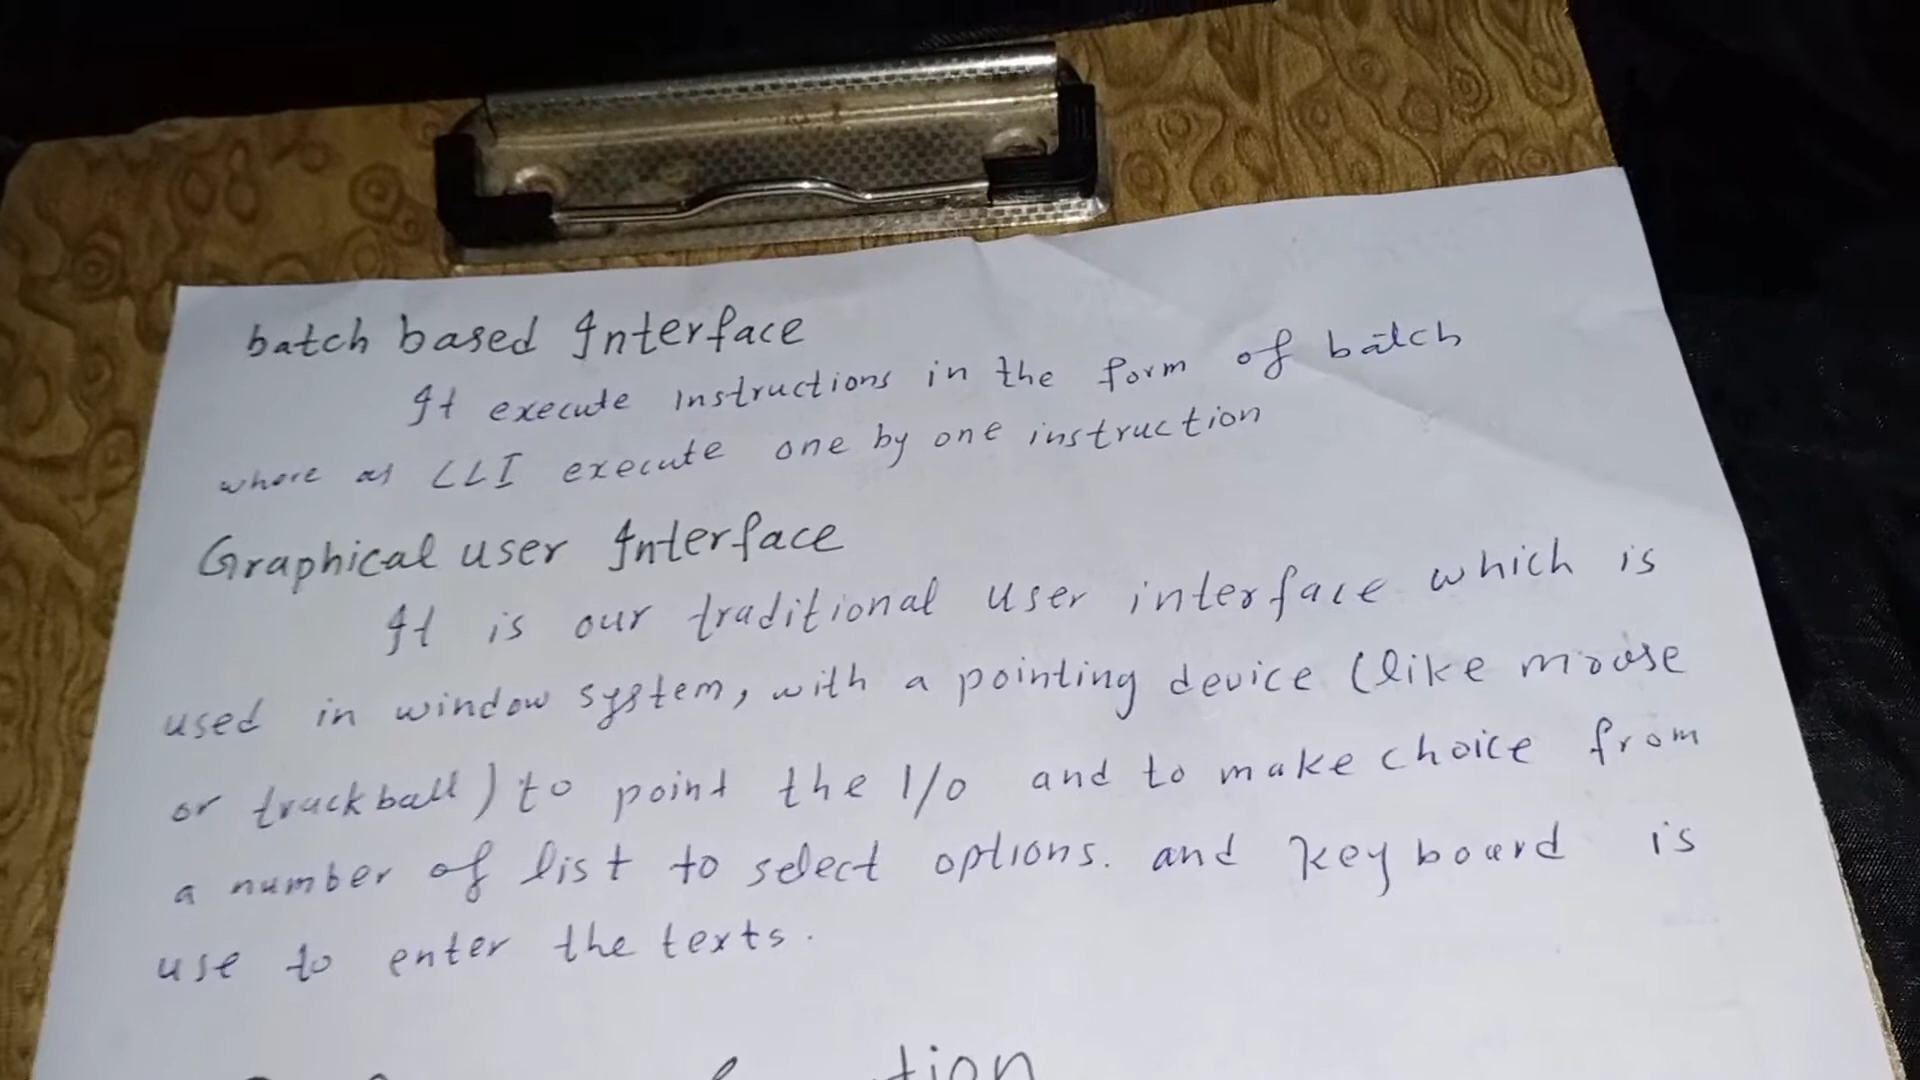 batch based Interface
It execute instructions in the form of batch
where as CLI execute one by one instruction
Graphical user Interface
It is our traditional user interface which is
used in window system, with a pointing device (like mouse
or trackball) to point the I/O and to make choice from
a number of list to select options. and keyboard is
use to enter the texts.
tion